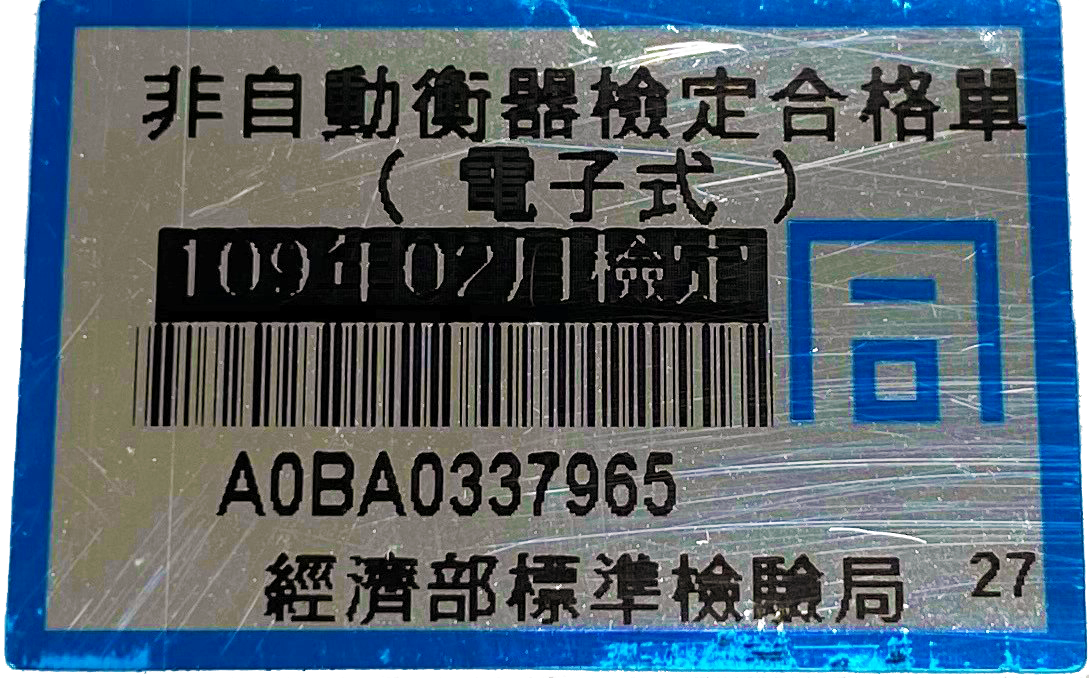 非自動衡器檢定合格單
（電子式）
109年02月檢定
同
A0BA0337965
經濟部標準檢驗局 27